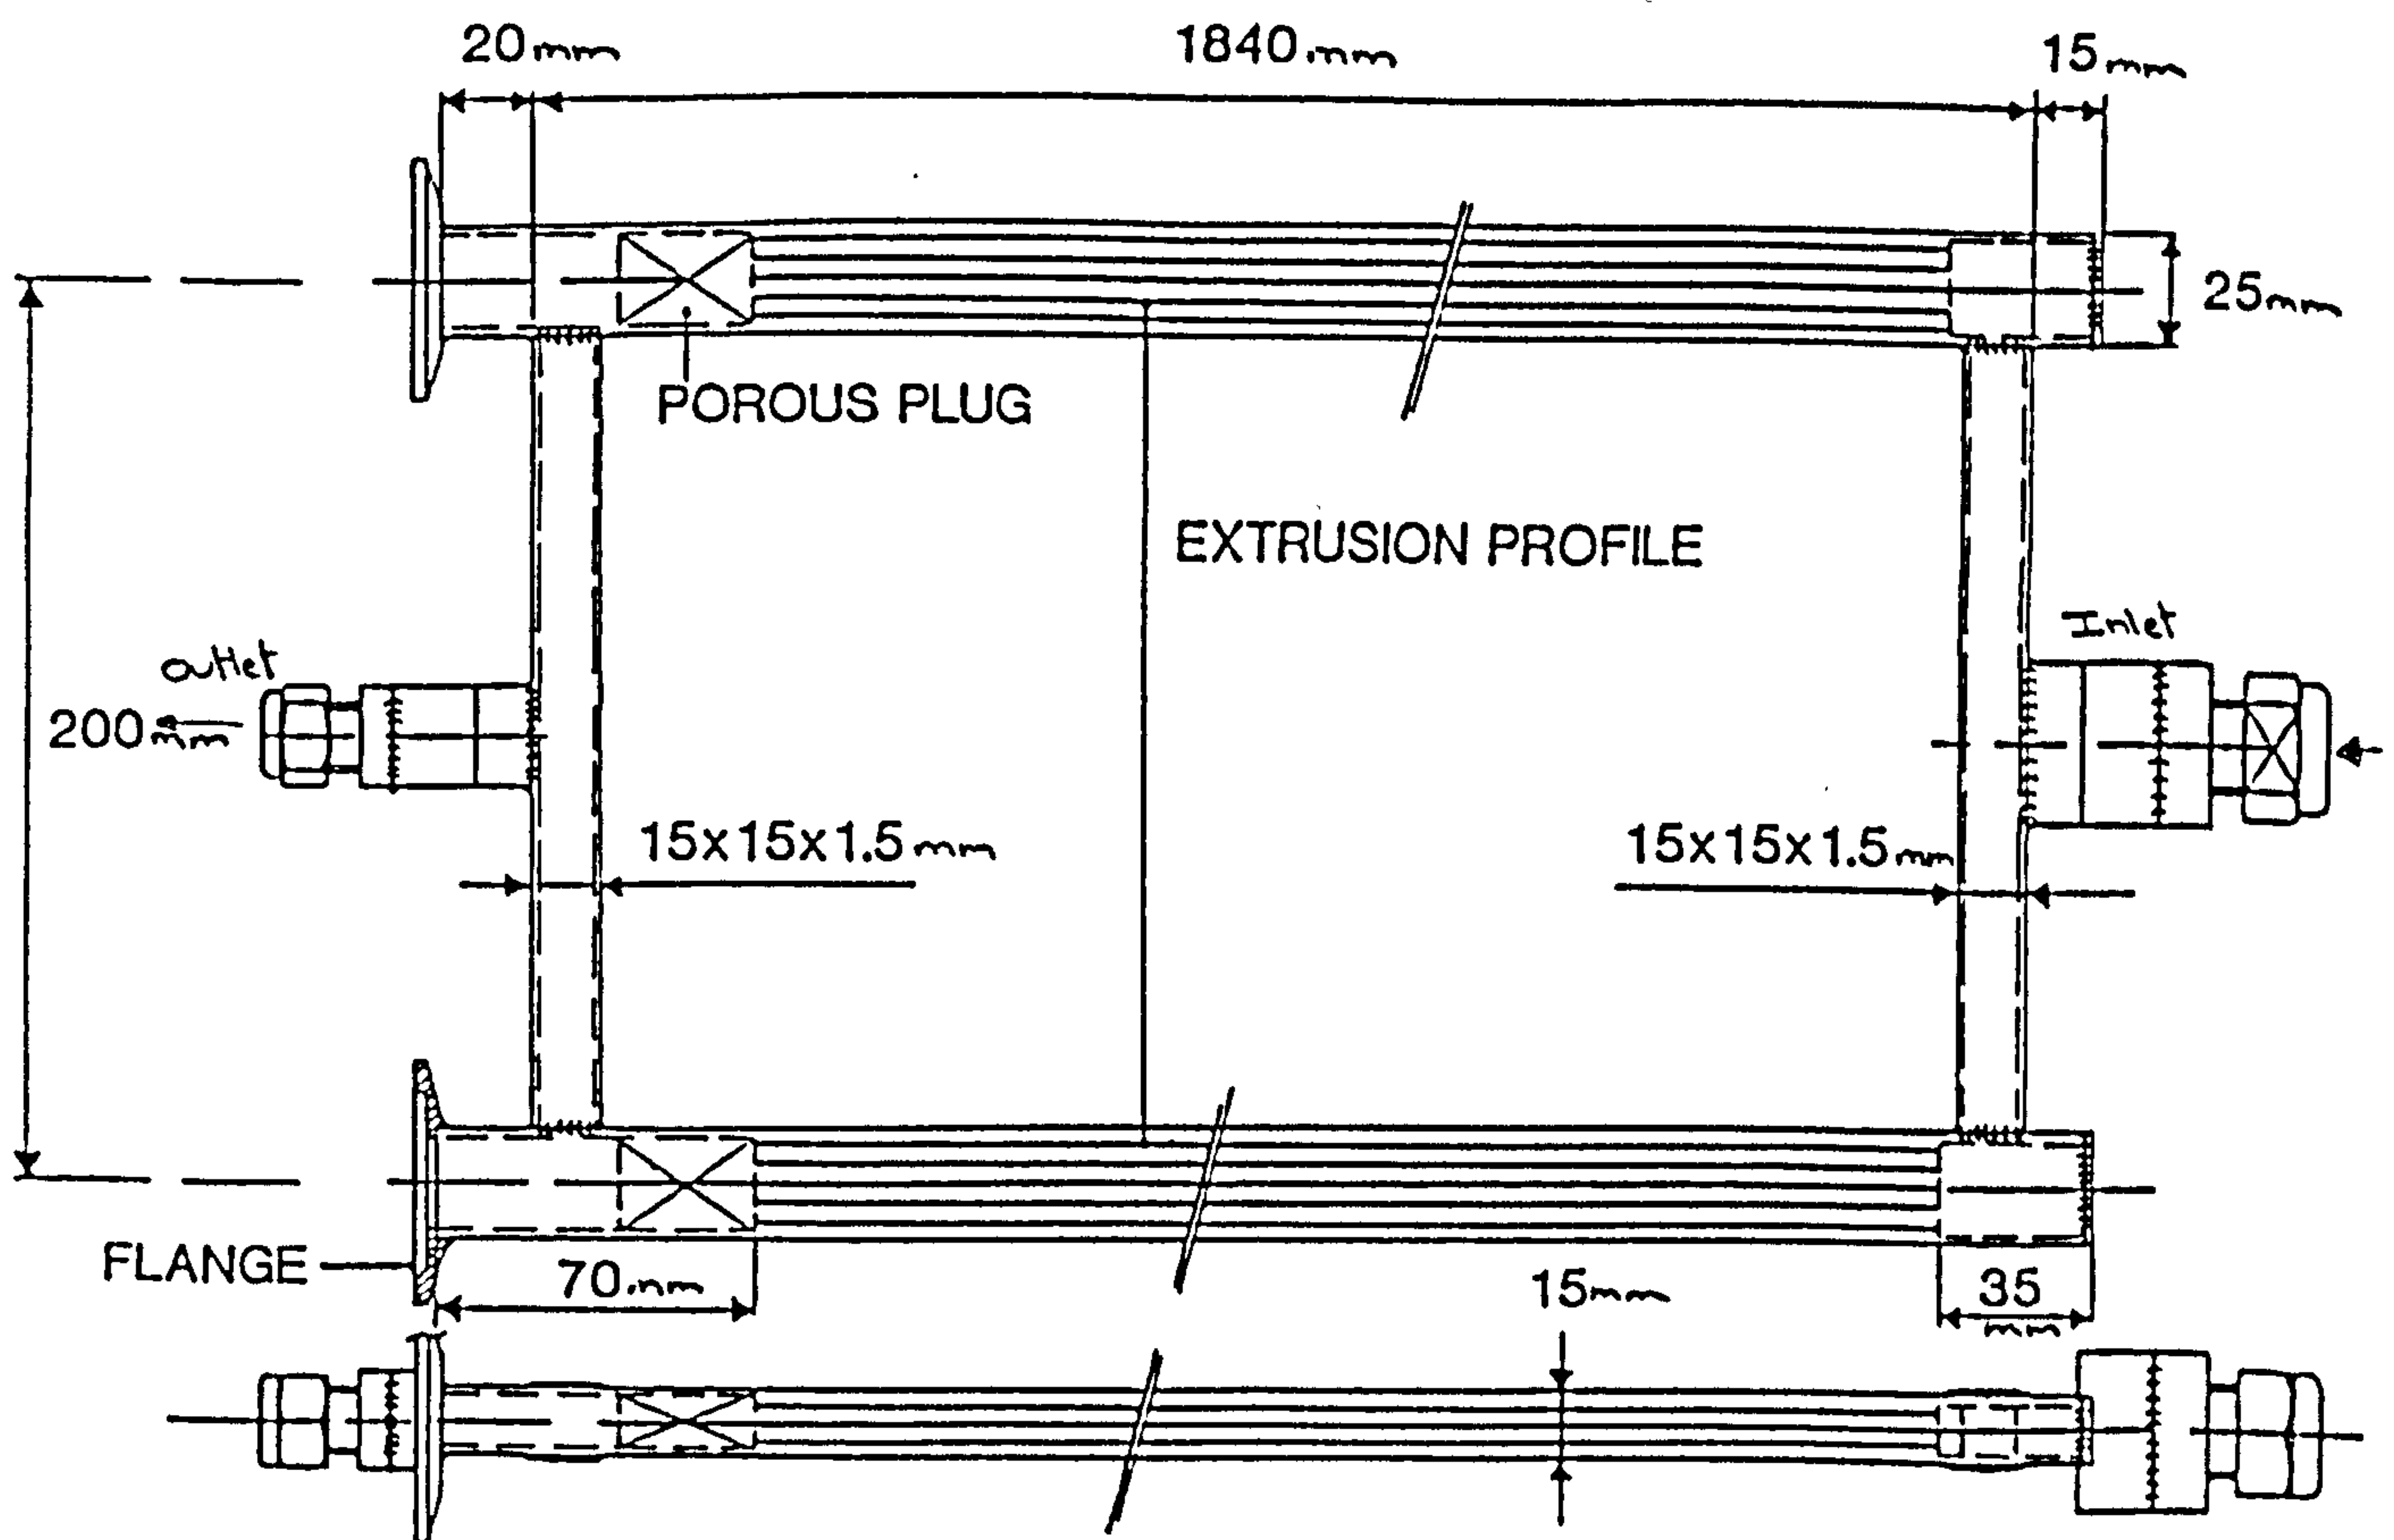 20mm
1840mm
15mm
25mm
POROUS PLUG
EXTRUSION PROFILE
Inlet
outlet
200mm
15x15x1.5mm
15x15x1.5mm
FLANGE
70mm
15mm
35
mm